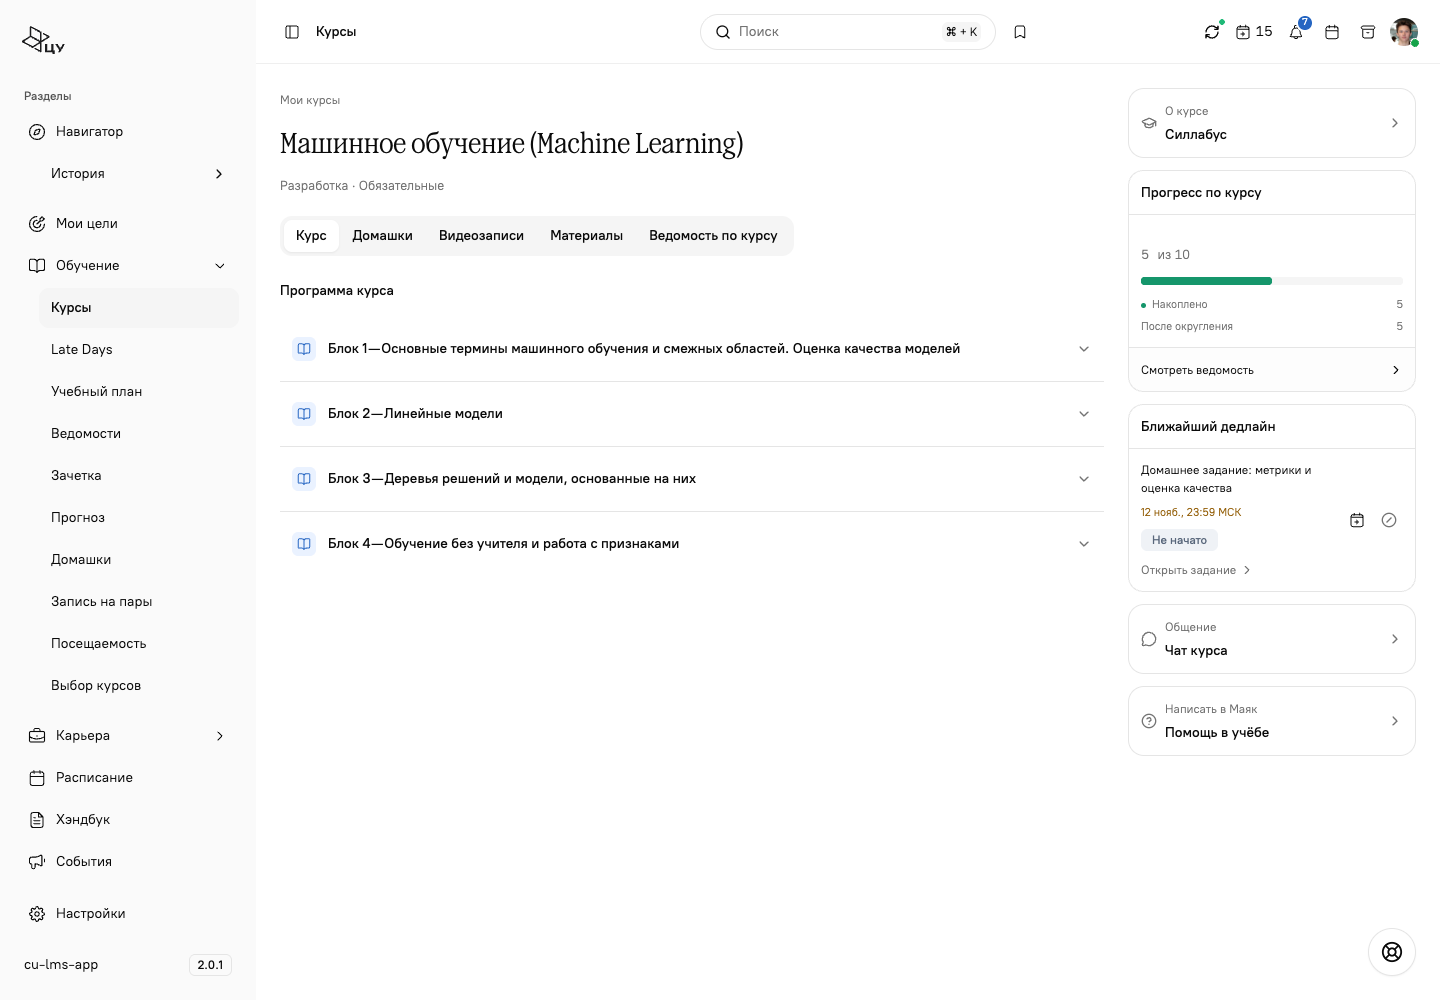 ЦУ
Курсы
Поиск
⌘ + K
15
7
Разделы
Навигатор
История
Мои цели
Обучение
Курсы
Late Days
Учебный план
Ведомости
Зачетка
Прогноз
Домашки
Запись на пары
Посещаемость
Выбор курсов
Карьера
Расписание
Хэндбук
События
Настройки
cu-lms-app
2.0.1
Мои курсы
Машинное обучение (Machine Learning)
Разработка · Обязательные
Курс
Домашки
Видеозаписи
Материалы
Ведомость по курсу
Программа курса
Блок 1—Основные термины машинного обучения и смежных областей. Оценка качества моделей
Блок 2—Линейные модели
Блок 3—Деревья решений и модели, основанные на них
Блок 4—Обучение без учителя и работа с признаками
О курсе
Силлабус
Прогресс по курсу
5 из 10
Накоплено 5
После округления 5
Смотреть ведомость
Ближайший дедлайн
Домашнее задание: метрики и
оценка качества
12 нояб., 23:59 МСК
Не начато
Открыть задание
Общение
Чат курса
Написать в Маяк
Помощь в учёбе